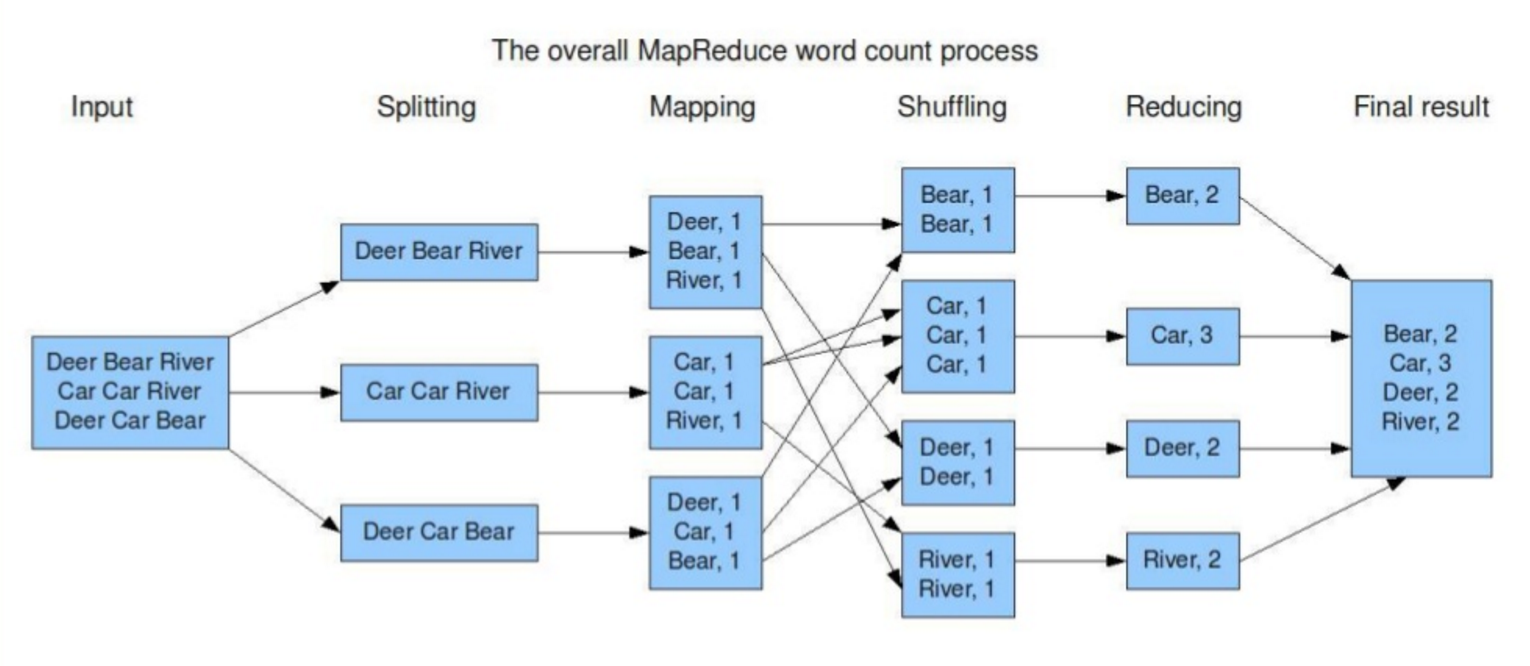 The overall MapReduce word count process
Input
Splitting
Mapping
Shuffling
Reducing
Final result
Deer Bear River
Car Car River
Deer Car Bear
Deer Bear River
Car Car River
Deer Car Bear
Deer, 1
Bear, 1
River, 1
Car, 1
Car, 1
River, 1
Deer, 1
Car, 1
Bear, 1
Bear, 1
Bear, 1
Car, 1
Car, 1
Car, 1
Deer, 1
Deer, 1
River, 1
River, 1
Bear, 2
Car, 3
Deer, 2
River, 2
Bear, 2
Car, 3
Deer, 2
River, 2